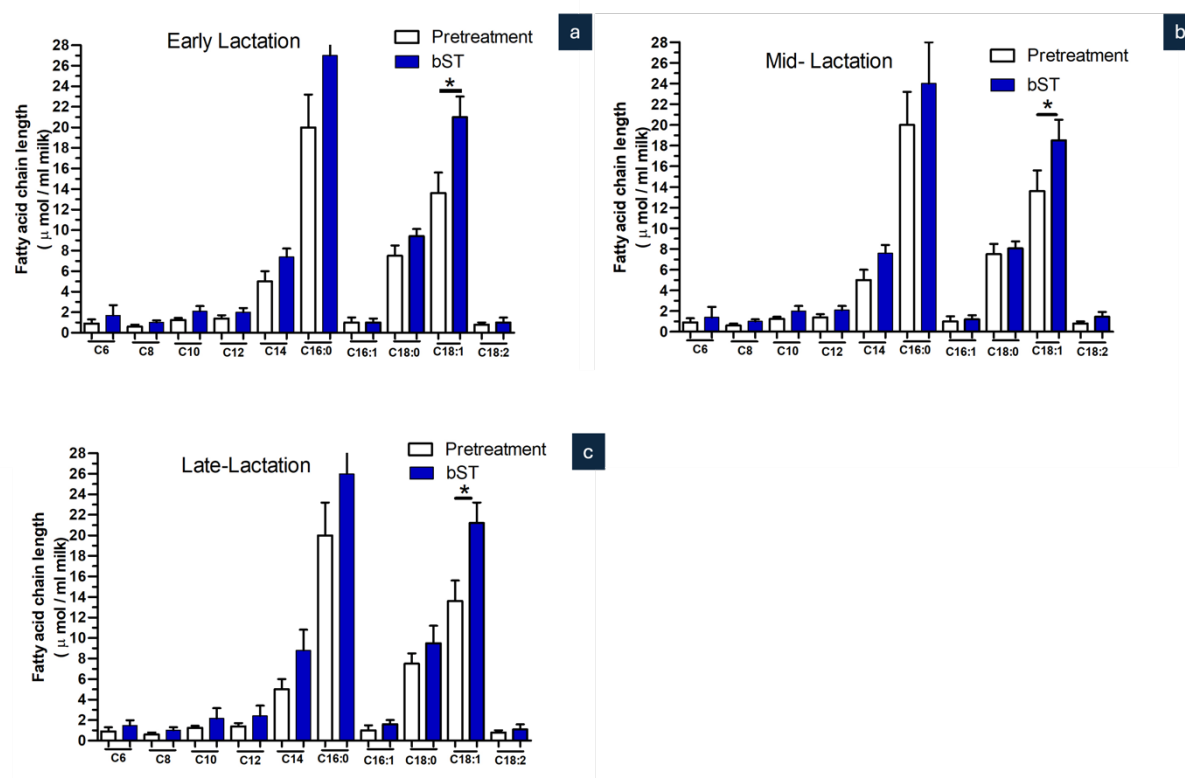 a
Early Lactation
Pretreatment
bST
*
Fatty acid chain length
( μ mol / ml milk)
28
26
24
22
20
18
16
14
12
10
8
6
4
2
0
C6 C8 C10 C12 C14 C16:0 C16:1 C18:0 C18:1 C18:2
b
Mid- Lactation
Pretreatment
bST
*
Fatty acid chain length
( μ mol / ml milk)
28
26
24
22
20
18
16
14
12
10
8
6
4
2
0
C6 C8 C10 C12 C14 C16:0 C16:1 C18:0 C18:1 C18:2
c
Late-Lactation
Pretreatment
bST
*
Fatty acid chain length
( μ mol / ml milk)
28
26
24
22
20
18
16
14
12
10
8
6
4
2
0
C6 C8 C10 C12 C14 C16:0 C16:1 C18:0 C18:1 C18:2